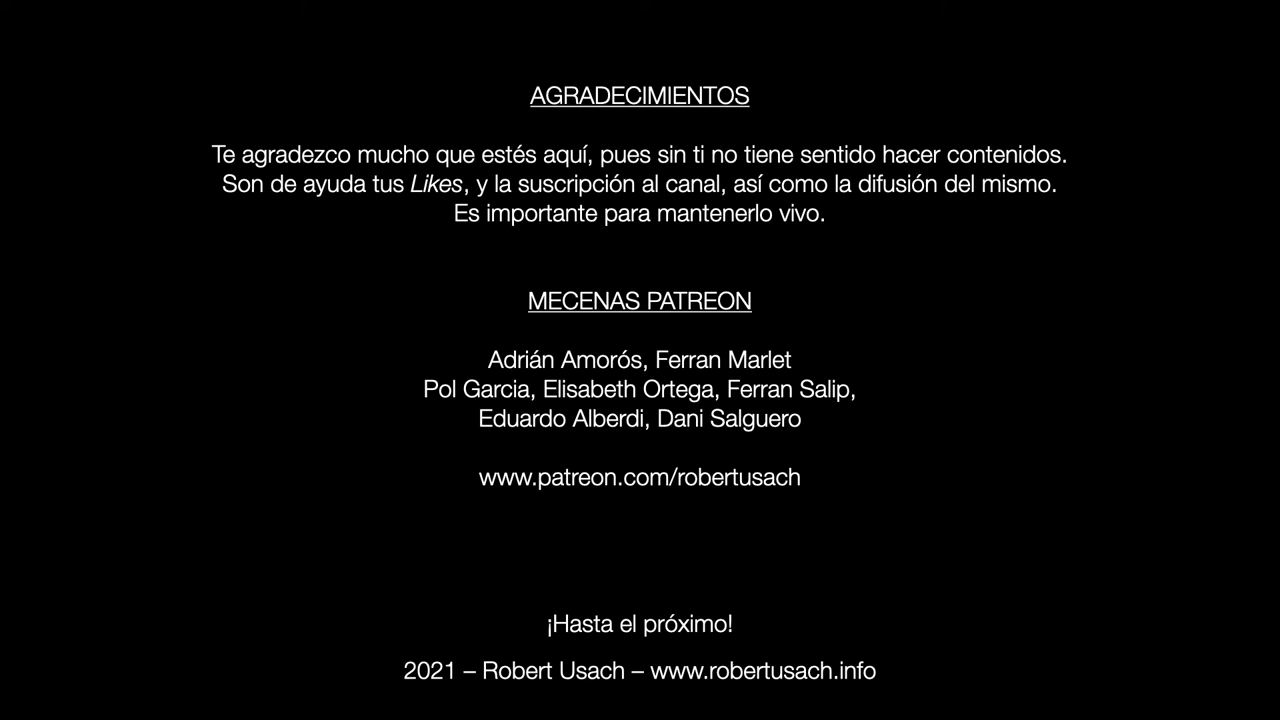 AGRADECIMIENTOS
Te agradezco mucho que estés aquí, pues sin ti no tiene sentido hacer contenidos.
Son de ayuda tus Likes, y la suscripción al canal, así como la difusión del mismo.
Es importante para mantenerlo vivo.
MECENAS PATREON
Adrián Amorós, Ferran Marlet
Pol Garcia, Elisabeth Ortega, Ferran Salip,
Eduardo Alberdi, Dani Salguero
www.patreon.com/robertusach
¡Hasta el próximo!
2021 – Robert Usach – www.robertusach.info